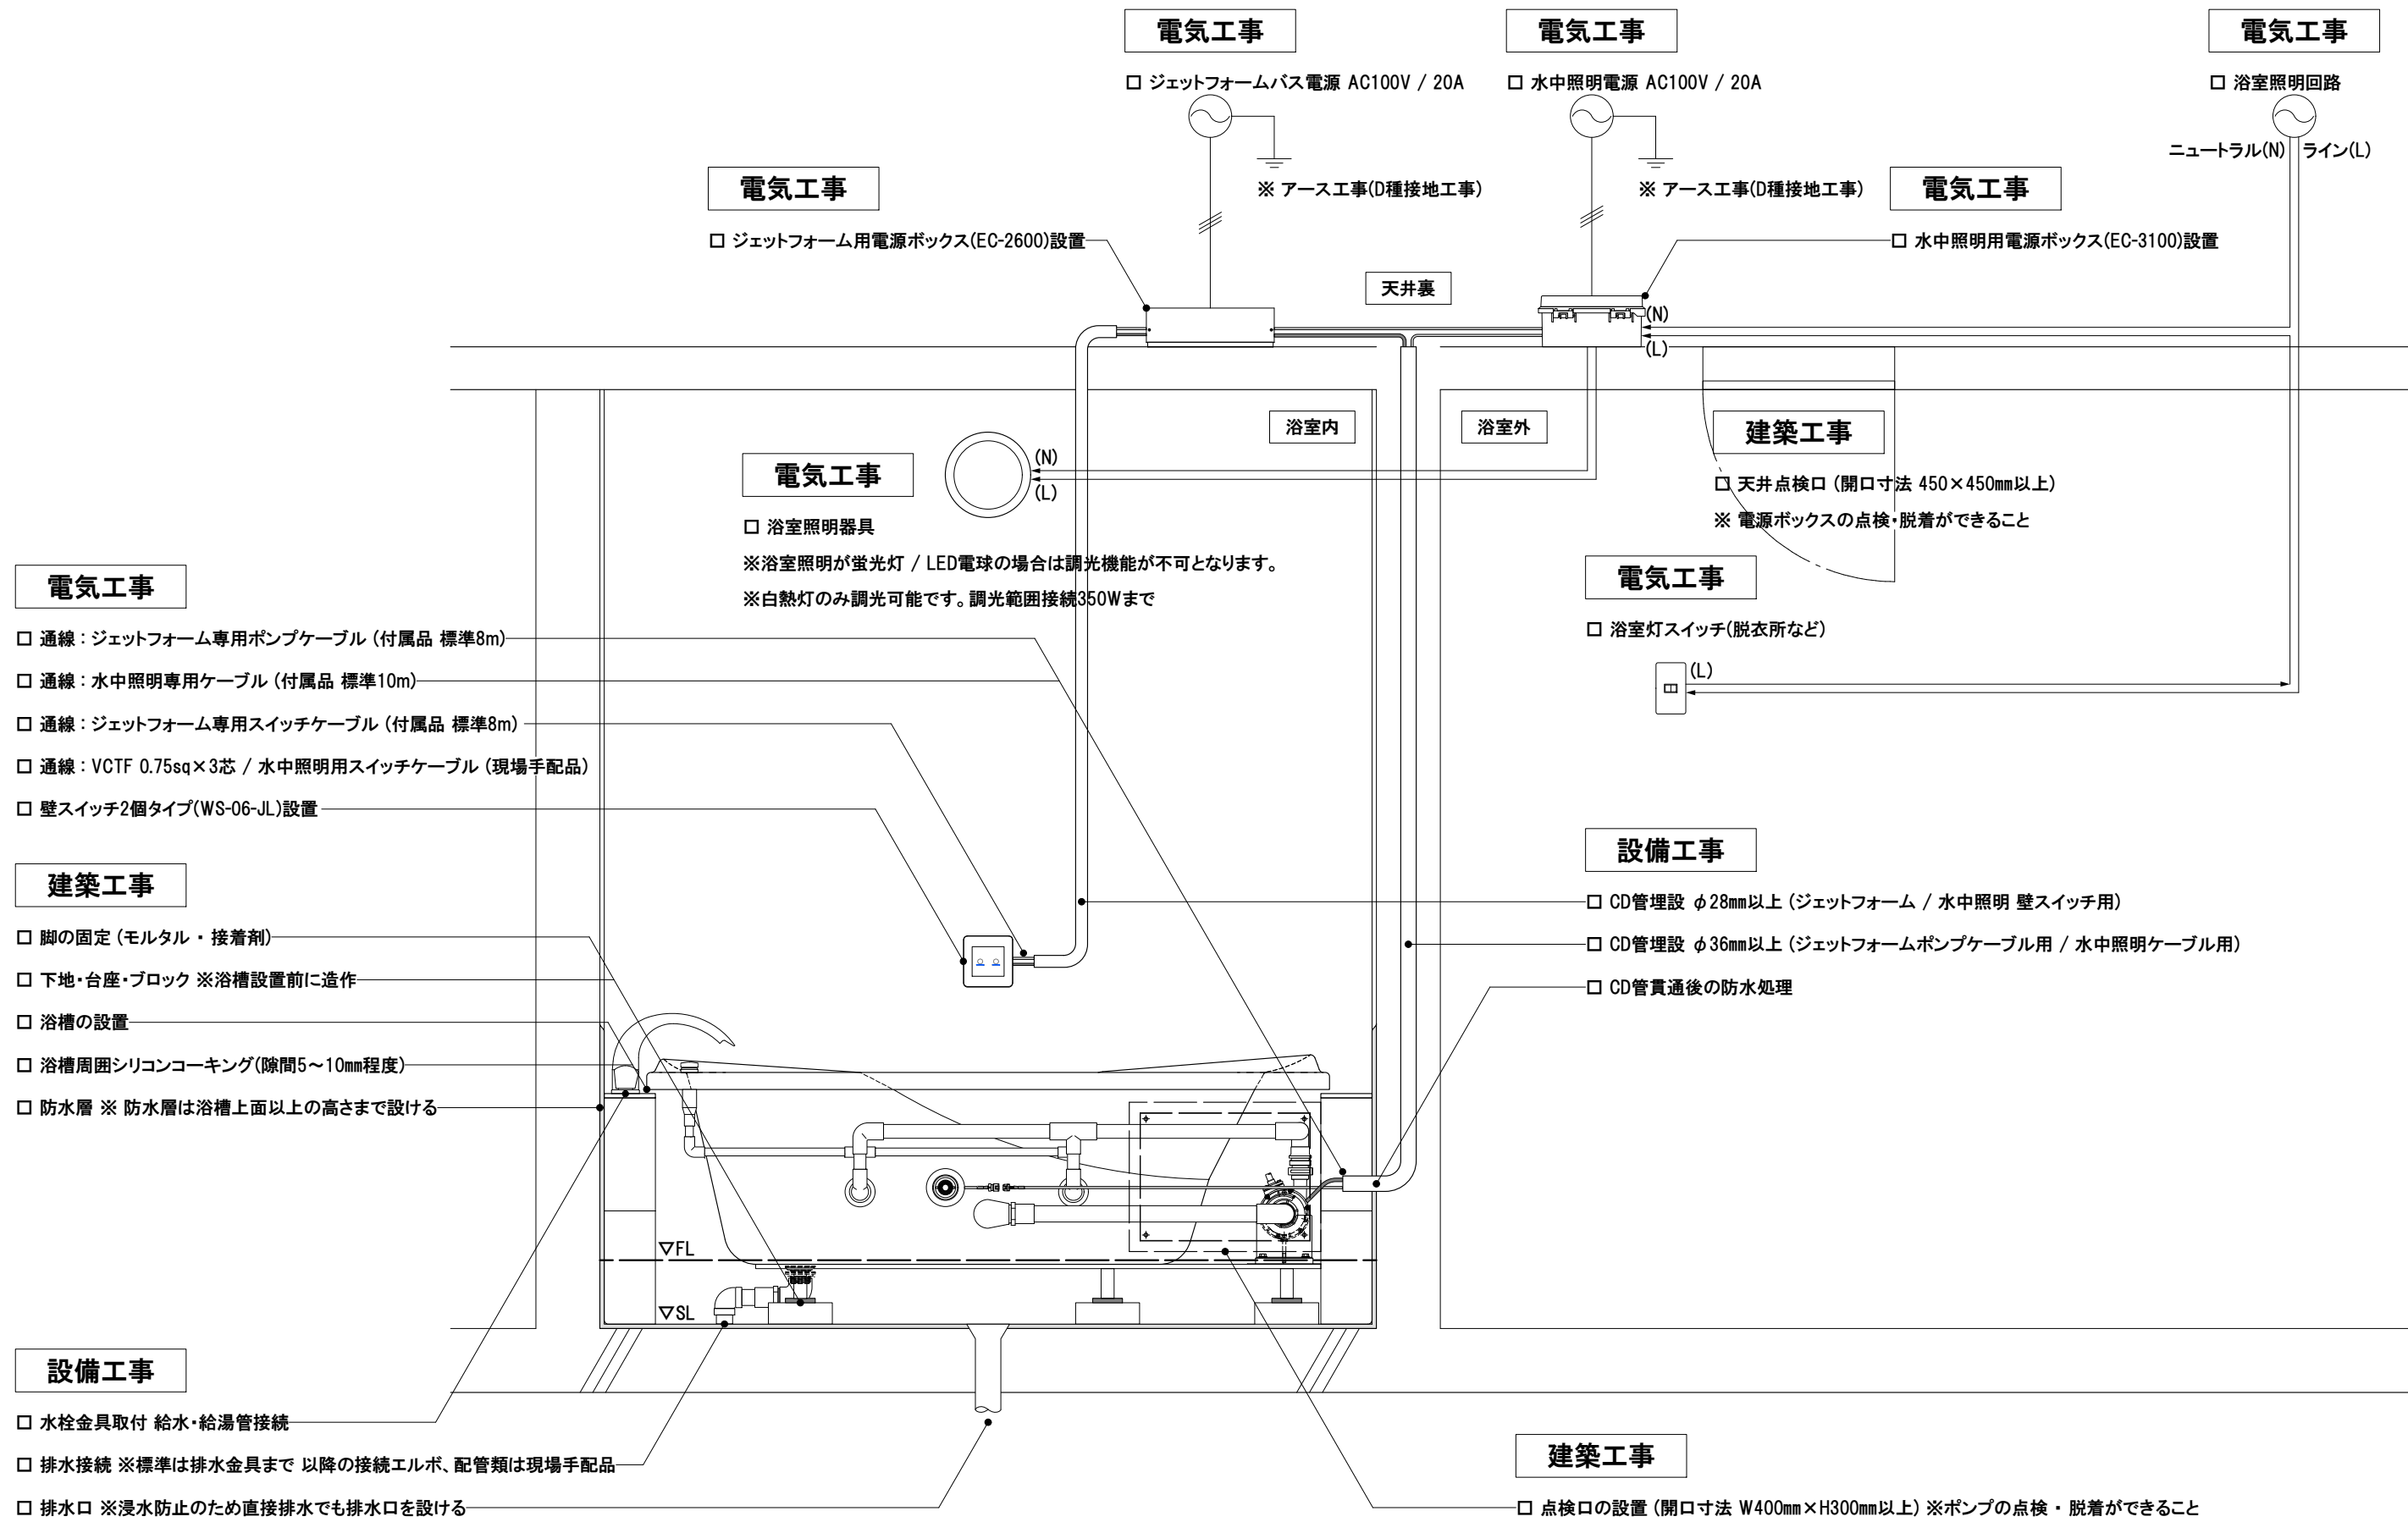 電気工事
□ ジェットフォームバス電源 AC100V / 20A
※ アース工事(D種接地工事)
電気工事
□ 水中照明電源 AC100V / 20A
※ アース工事(D種接地工事)
電気工事
□ 浴室照明回路
ニュートラル(N) ライン(L)
電気工事
□ ジェットフォーム用電源ボックス(EC-2600)設置
電気工事
□ 水中照明用電源ボックス(EC-3100)設置
天井裏
(N)
(L)
浴室内
浴室外
電気工事
(N)
(L)
□ 浴室照明器具
※浴室照明が蛍光灯 / LED電球の場合は調光機能が不可となります。
※白熱灯のみ調光可能です。調光範囲接続350Wまで
建築工事
□ 天井点検口 (開口寸法 450×450mm以上)
※ 電源ボックスの点検・脱着ができること
電気工事
□ 浴室灯スイッチ(脱衣所など)
(L)
電気工事
□ 通線：ジェットフォーム専用ポンプケーブル (付属品 標準8m)
□ 通線：水中照明専用ケーブル (付属品 標準10m)
□ 通線：ジェットフォーム専用スイッチケーブル (付属品 標準8m)
□ 通線：VCTF 0.75sq×3芯 / 水中照明用スイッチケーブル (現場手配品)
□ 壁スイッチ2個タイプ(WS-06-JL)設置
建築工事
□ 脚の固定 (モルタル ・ 接着剤)
□ 下地・台座・ブロック ※浴槽設置前に造作
□ 浴槽の設置
□ 浴槽周囲シリコンコーキング(隙間5～10mm程度)
□ 防水層 ※ 防水層は浴槽上面以上の高さまで設ける
設備工事
□ CD管埋設 φ28mm以上 (ジェットフォーム / 水中照明 壁スイッチ用)
□ CD管埋設 φ36mm以上 (ジェットフォームポンプケーブル用 / 水中照明ケーブル用)
□ CD管貫通後の防水処理
▽FL
▽SL
設備工事
□ 水栓金具取付 給水・給湯管接続
□ 排水接続 ※標準は排水金具まで 以降の接続エルボ、配管類は現場手配品
□ 排水口 ※浸水防止のため直接排水でも排水口を設ける
建築工事
□ 点検口の設置 (開口寸法 W400mm×H300mm以上) ※ポンプの点検 ・ 脱着ができること